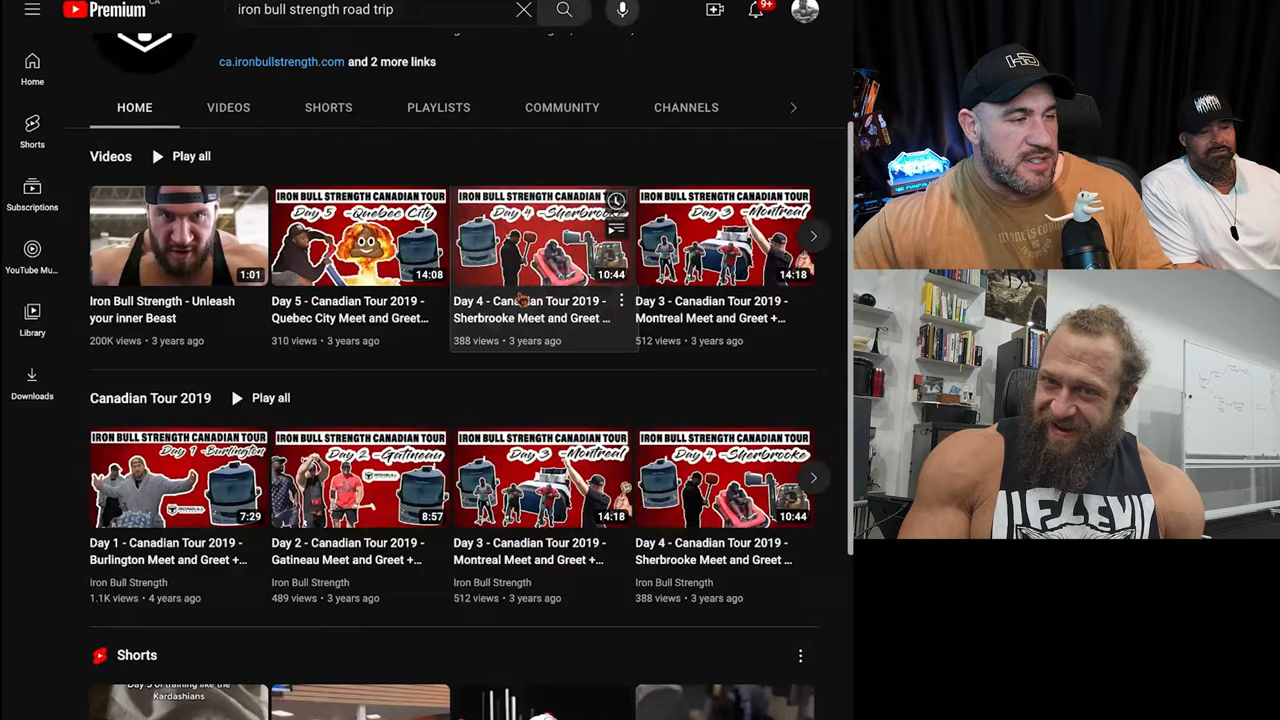 Premium CA
iron bull strength road trip
9+
ca.ironbullstrength.com and 2 more links
Home
Shorts
Subscriptions
YouTube Mu...
Library
Downloads
HOME VIDEOS SHORTS PLAYLISTS COMMUNITY CHANNELS
Videos Play all
1:01
IRON BULL STRENGTH CANADIAN TOUR
Day 5 - Quebec City
14:08
IRON BULL STRENGTH CANADIAN TOUR
Day 4 - Sherbrooke
10:44
IRON BULL STRENGTH CANADIAN TOUR
Day 3 - Montreal
14:18
Iron Bull Strength - Unleash
your inner Beast
200K views • 3 years ago
Day 5 - Canadian Tour 2019 -
Quebec City Meet and Greet...
310 views • 3 years ago
Day 4 - Canadian Tour 2019 -
Sherbrooke Meet and Greet ...
388 views • 3 years ago
Day 3 - Canadian Tour 2019 -
Montreal Meet and Greet +...
512 views • 3 years ago
Canadian Tour 2019 Play all
IRON BULL STRENGTH CANADIAN TOUR
Day 1 - Burlington
IRONBULL
7:29
IRON BULL STRENGTH CANADIAN TOUR
Day 2 - Gatineau
IRONBULL
8:57
IRON BULL STRENGTH CANADIAN TOUR
Day 3 - Montreal
14:18
IRON BULL STRENGTH CANADIAN TOUR
Day 4 - Sherbrooke
10:44
Day 1 - Canadian Tour 2019 -
Burlington Meet and Greet +...
Iron Bull Strength
1.1K views • 4 years ago
Day 2 - Canadian Tour 2019 -
Gatineau Meet and Greet +...
Iron Bull Strength
489 views • 3 years ago
Day 3 - Canadian Tour 2019 -
Montreal Meet and Greet +...
Iron Bull Strength
512 views • 3 years ago
Day 4 - Canadian Tour 2019 -
Sherbrooke Meet and Greet ...
Iron Bull Strength
388 views • 3 years ago
Shorts
Day 5 of training like the
Kardashians
HD